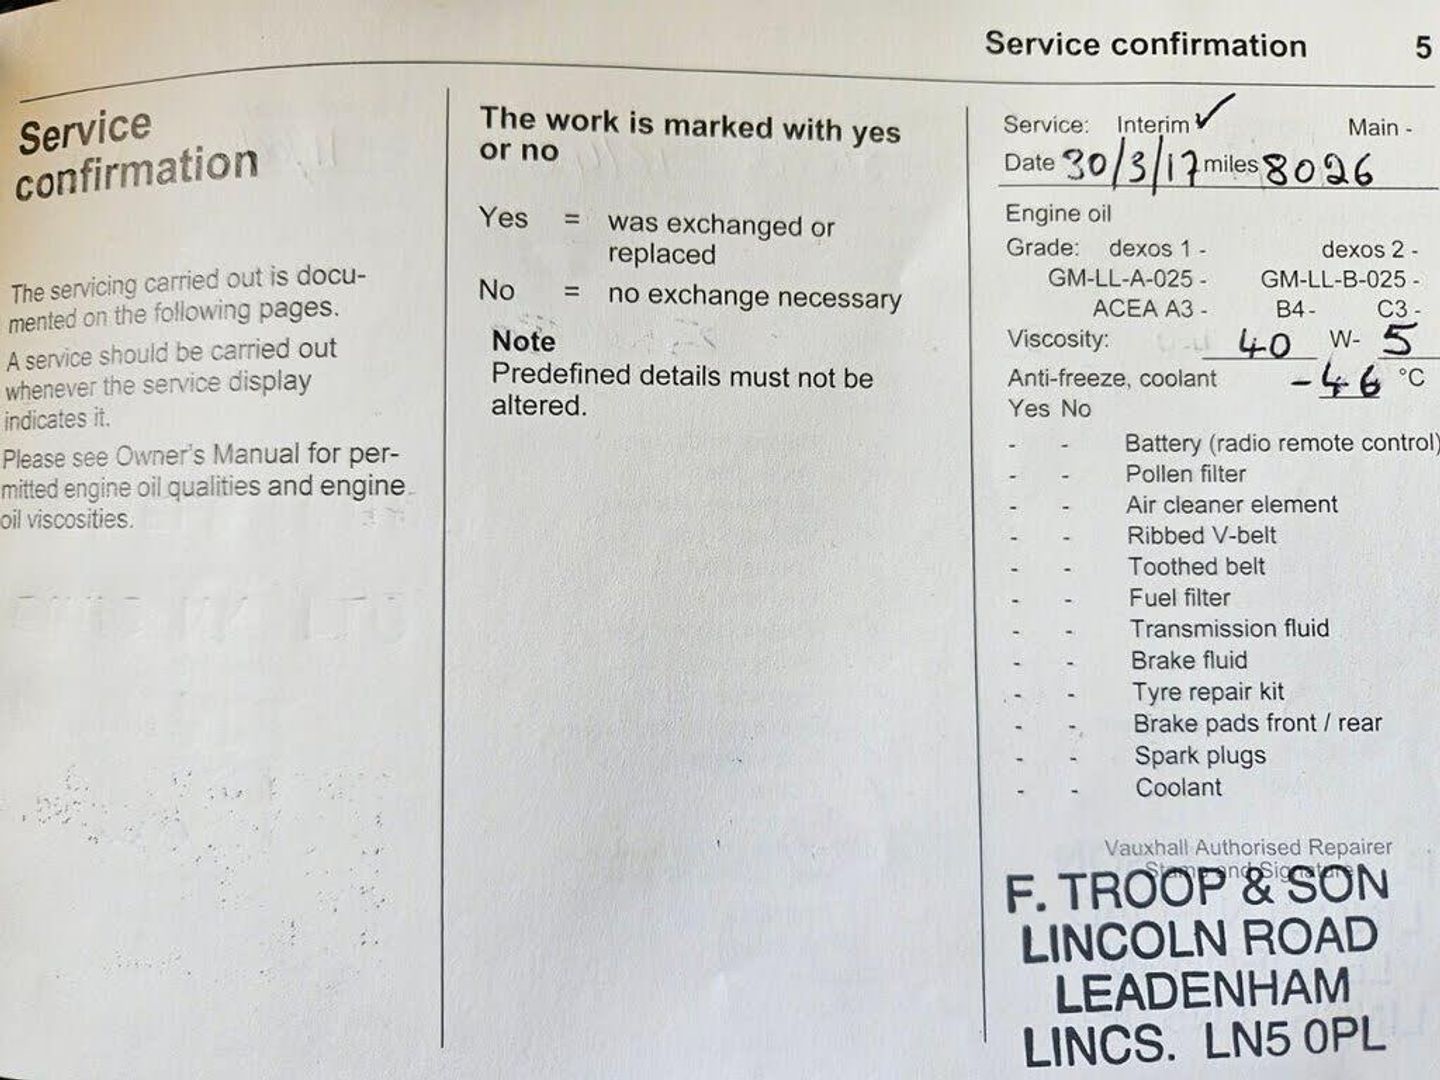 Service confirmation 5
Service
confirmation
The servicing carried out is docu-
mented on the following pages.
A service should be carried out
whenever the service display
indicates it.
Please see Owner's Manual for per-
mitted engine oil qualities and engine
oil viscosities.
The work is marked with yes
or no
Yes = was exchanged or
replaced
No = no exchange necessary
Note
Predefined details must not be
altered.
Service: Interim ✓ Main -
Date 30/3/17 miles 8026
Engine oil
Grade: dexos 1 - dexos 2 -
GM-LL-A-025 - GM-LL-B-025 -
ACEA A3 - B4 - C3 -
Viscosity: 40 W- 5
Anti-freeze, coolant -46 °C
Yes No
- - Battery (radio remote control)
- - Pollen filter
- - Air cleaner element
- - Ribbed V-belt
- - Toothed belt
- - Fuel filter
- - Transmission fluid
- - Brake fluid
- - Tyre repair kit
- - Brake pads front / rear
- - Spark plugs
- - Coolant
Vauxhall Authorised Repairer
Stamp and Signature
F. TROOP & SON
LINCOLN ROAD
LEADENHAM
LINCS. LN5 0PL